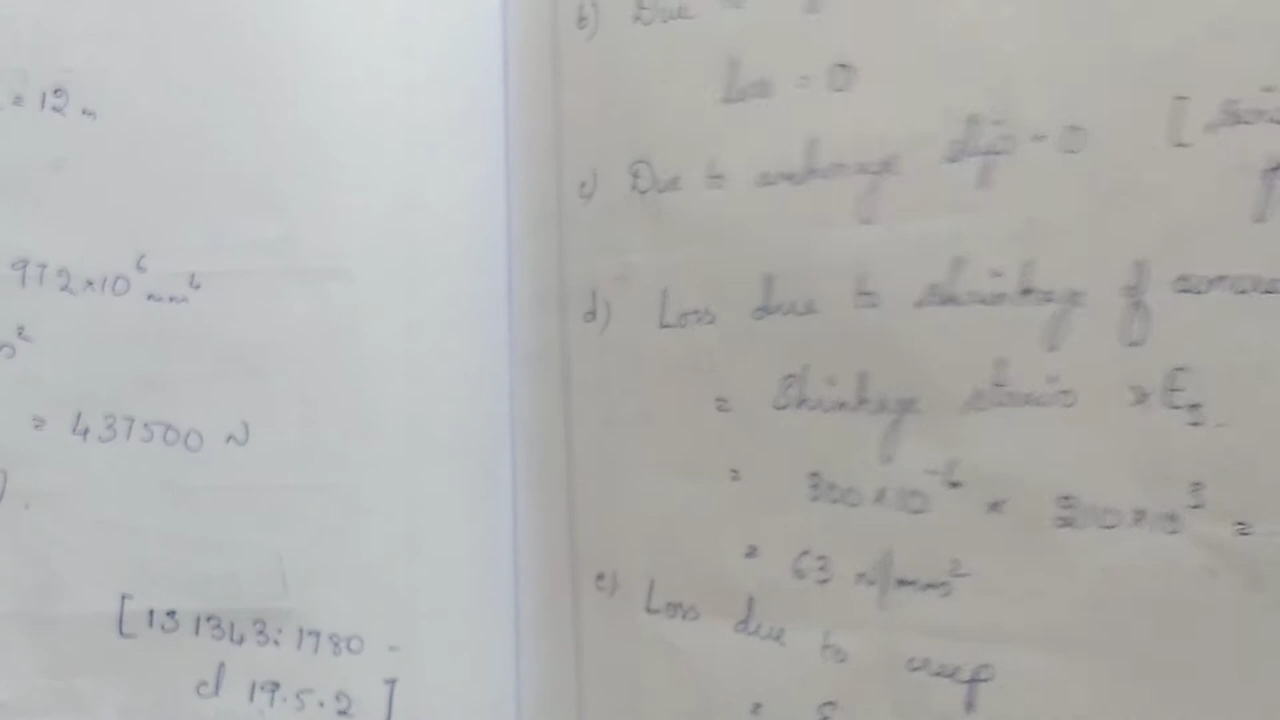 = 12 m
972×10⁶ mm⁴
= 437500 N
[IS 1343: 1980 -
cl 19.5.2]
b) Due
Loss = 0
c) Due to anchorage slip = 0 [
d) Loss due to shrinkage of
= Shrinkage strain × Es
= 300×10⁻⁶ × 210×10³ =
= 63 N/mm²
e) Loss due to creep
=